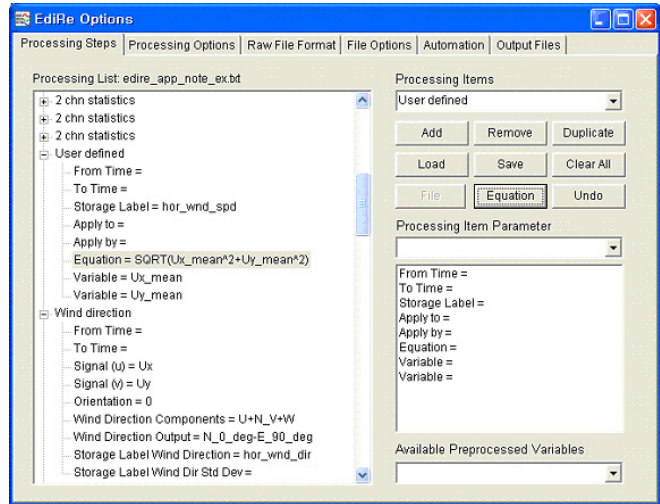 EdiRe Options
Processing Steps Processing Options Raw File Format File Options Automation Output Files
Processing List: edire_app_note_ex.txt
2 chn statistics
2 chn statistics
2 chn statistics
User defined
From Time =
To Time =
Storage Label = hor_wnd_spd
Apply to =
Apply by =
Equation = SQRT(Ux_mean^2+Uy_mean^2)
Variable = Ux_mean
Variable = Uy_mean
Wind direction
From Time =
To Time =
Signal (u) = Ux
Signal (v) = Uy
Orientation = 0
Wind Direction Components = U+N_V+W
Wind Direction Output = N_0_deg-E_90_deg
Storage Label Wind Direction = hor_wnd_dir
Storage Label Wind Dir Std Dev =
Processing Items
User defined
Add Remove Duplicate
Load Save Clear All
File Equation Undo
Processing Item Parameter
From Time =
To Time =
Storage Label =
Apply to =
Apply by =
Equation =
Variable =
Variable =
Available Preprocessed Variables